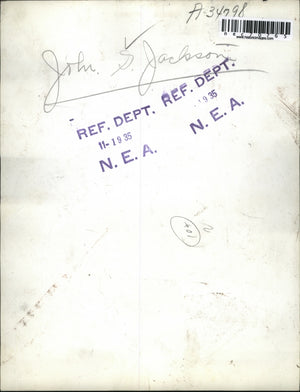 A-34798
John S. Jackson
REF. DEPT.
11-1935
N. E. A.
REF. DEPT.
1935
N. E. A.